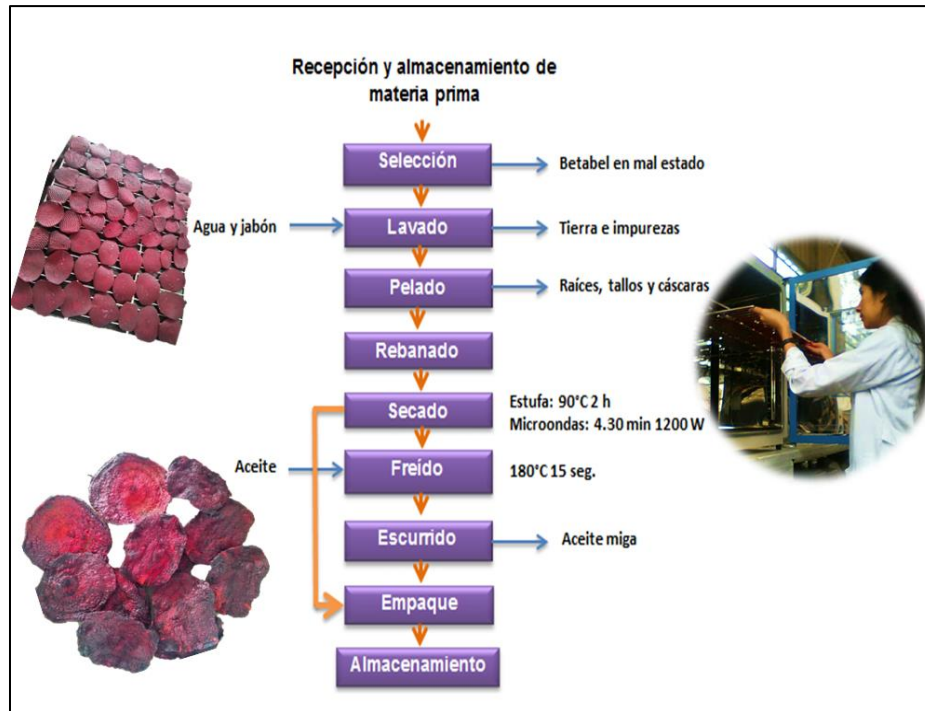 Recepción y almacenamiento de
materia prima
Selección
Betabel en mal estado
Agua y jabón
Lavado
Tierra e impurezas
Pelado
Raíces, tallos y cáscaras
Rebanado
Secado
Estufa: 90°C 2 h
Microondas: 4.30 min 1200 W
Aceite
Freído
180°C 15 seg.
Escurrido
Aceite miga
Empaque
Almacenamiento